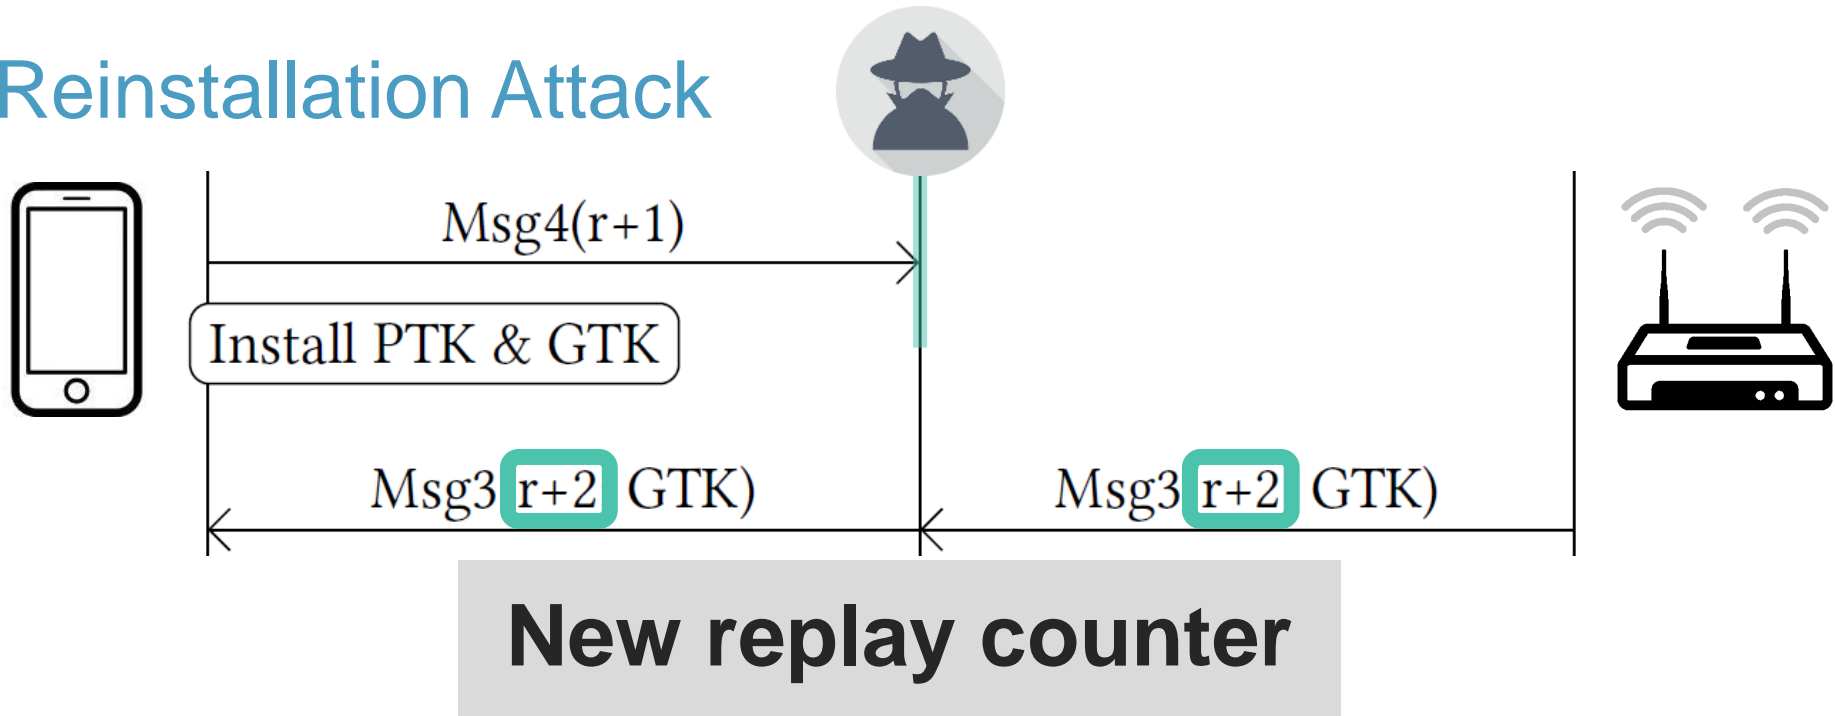 Reinstallation Attack
Msg4(r+1)
Install PTK & GTK
Msg3 r+2 GTK)
Msg3 r+2 GTK)
New replay counter